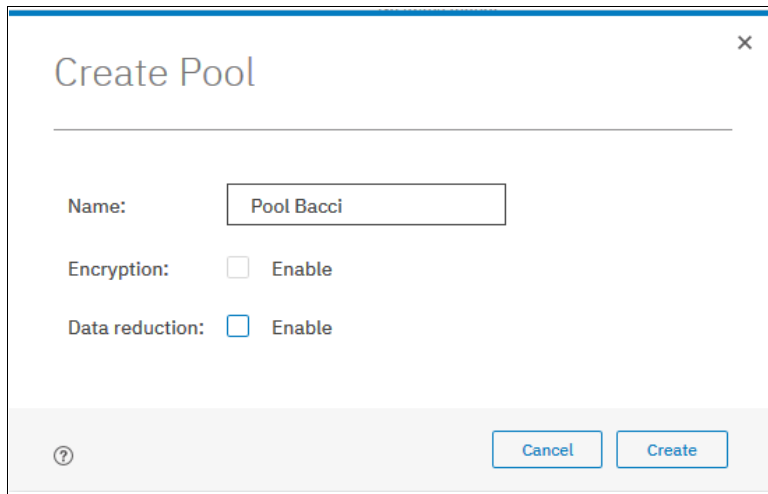 Create Pool
Name: Pool Bacci
Encryption: Enable
Data reduction: Enable
Cancel Create